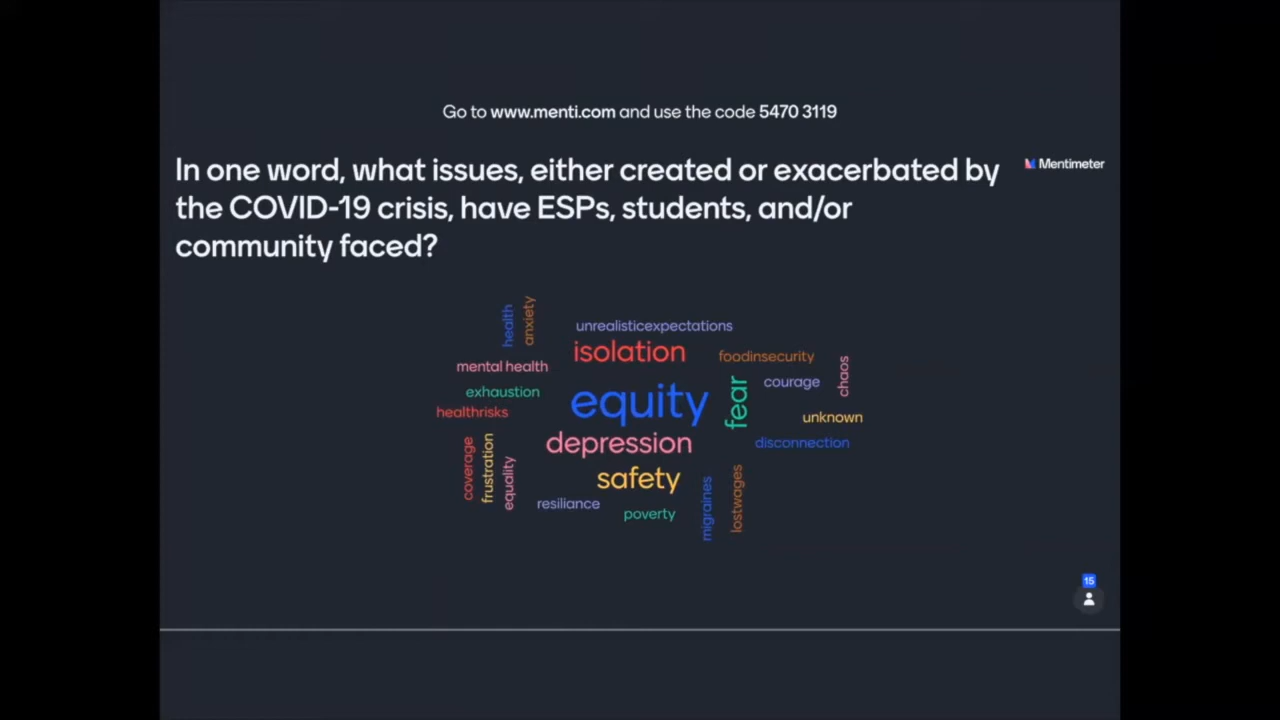 Go to www.menti.com and use the code 5470 3119
In one word, what issues, either created or exacerbated by
the COVID-19 crisis, have ESPs, students, and/or
community faced?
Mentimeter
health
anxiety
unrealisticexpectations
isolation
foodinsecurity
mental health
chaos
courage
exhaustion
equity
fear
healthrisks
unknown
depression
disconnection
coverage
frustration
equality
safety
resiliance
poverty
migraines
lostwages
15